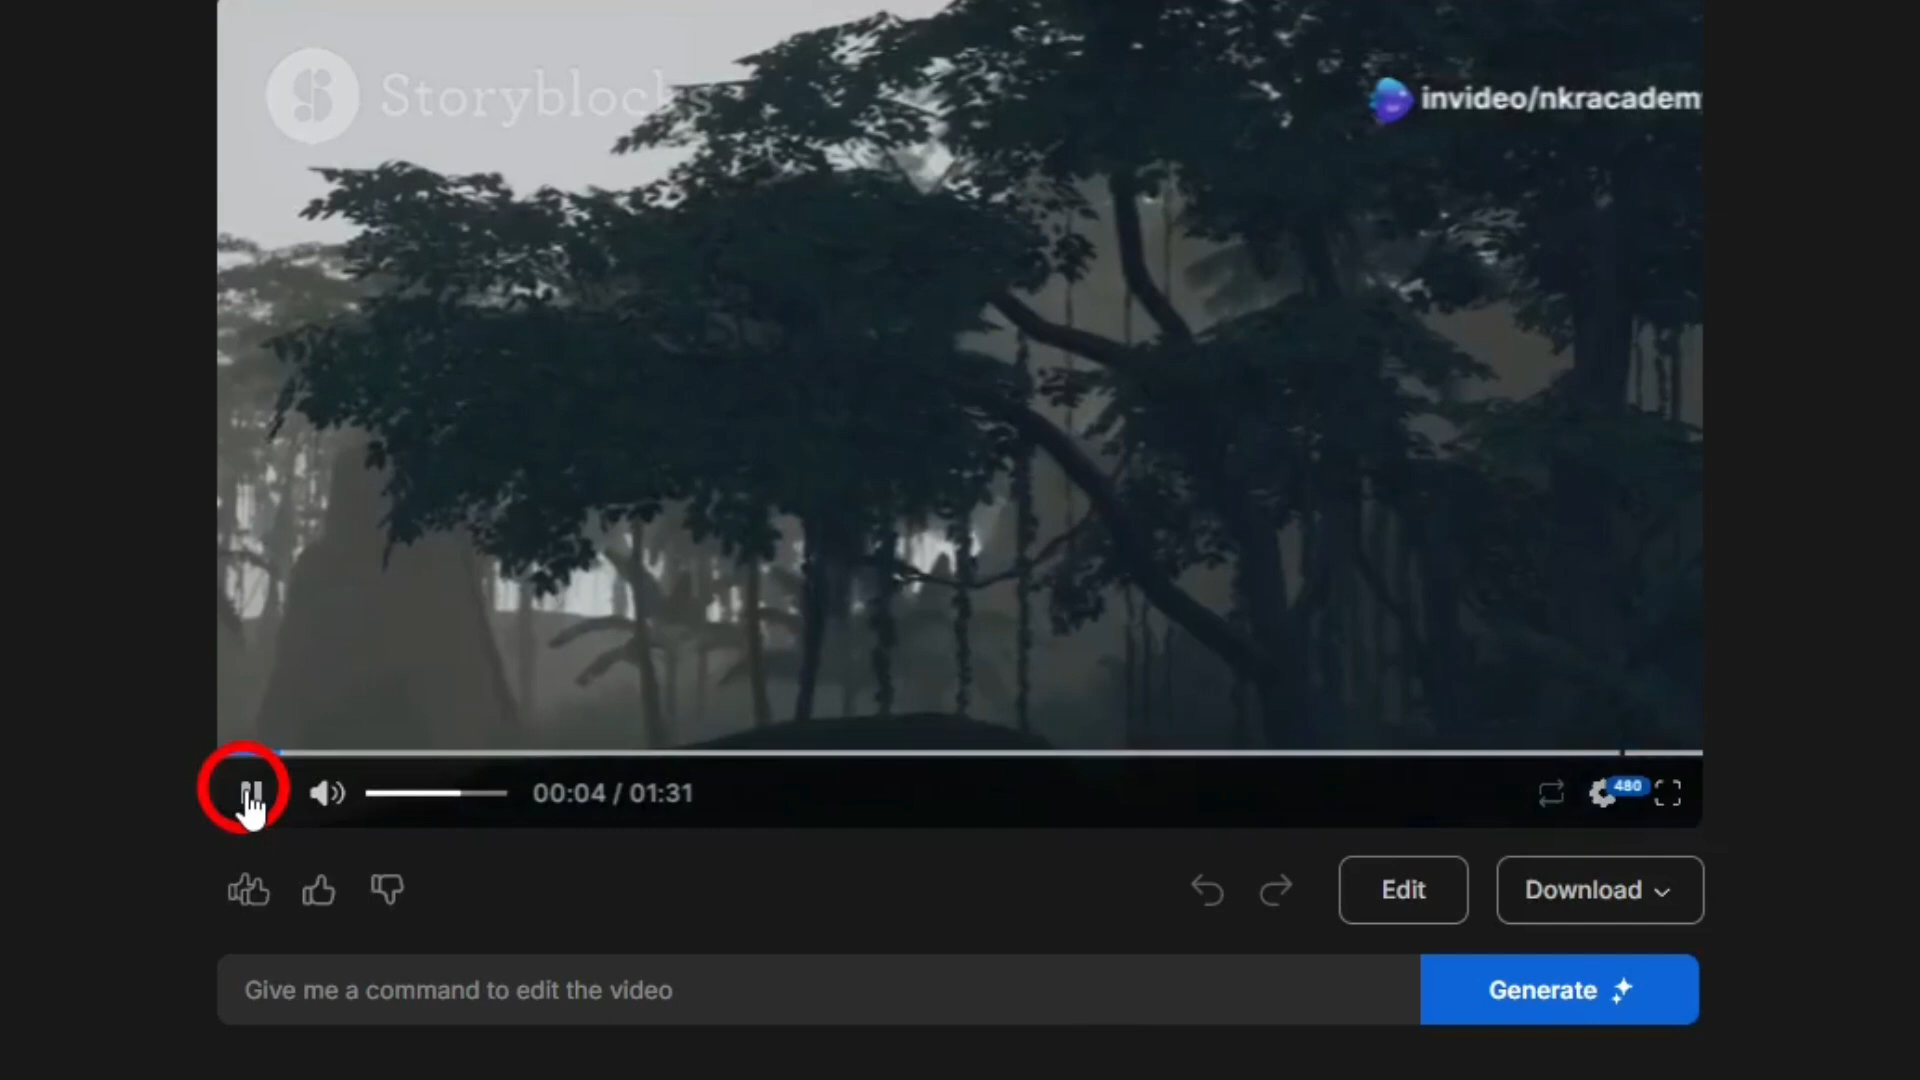 Storyblocks
invideo/nkracadem
00:04 / 01:31
480
Edit
Download
Give me a command to edit the video
Generate